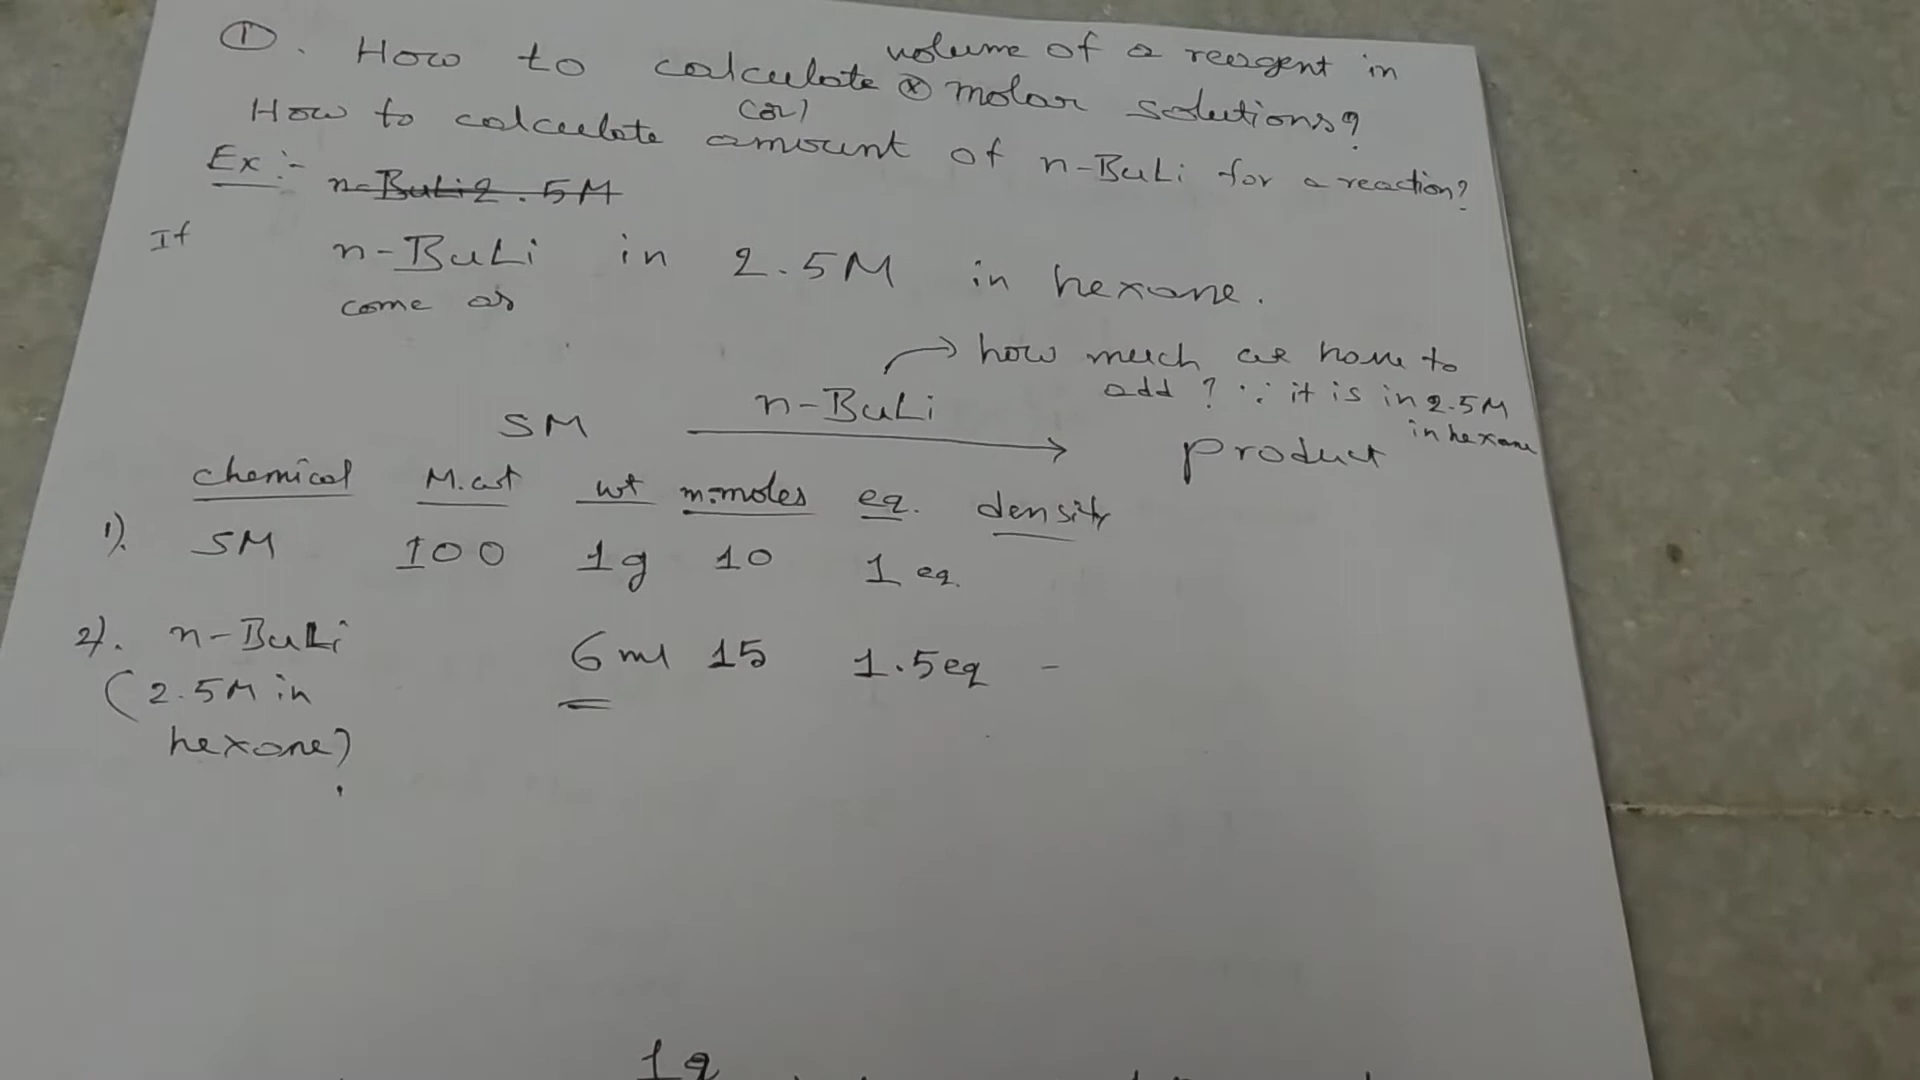 ①. How to calculate ⊗ volume of a reagent in
molar solutions?
(or)
How to calculate amount of n-BuLi for a reaction?
Ex:- n-BuLi 2.5M
If n-BuLi in 2.5M in hexane.
come as
how much we have to
add? ∵ it is in 2.5M
in hexane
SM n-BuLi product
chemical M.wt wt m.moles eq. density
1). SM 100 1g 10 1 eq.
2). n-BuLi 6 ml 15 1.5eq -
(2.5M in
hexane)
1g